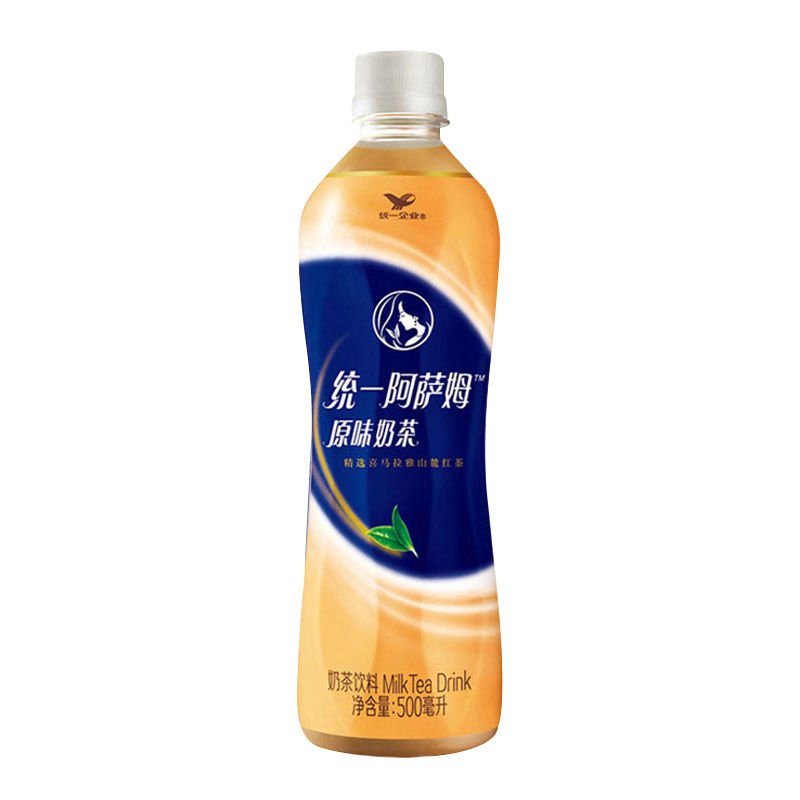 统一企业®
统一阿萨姆™
原味奶茶
精选喜马拉雅山麓红茶
奶茶饮料 Milk Tea Drink
净含量:500毫升